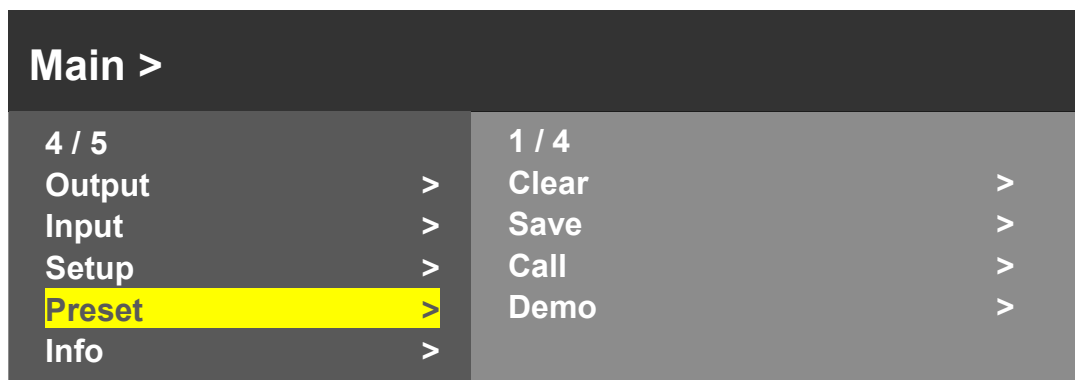 Main >
4 / 5
Output >
Input >
Setup >
Preset >
Info >
1 / 4
Clear >
Save >
Call >
Demo >